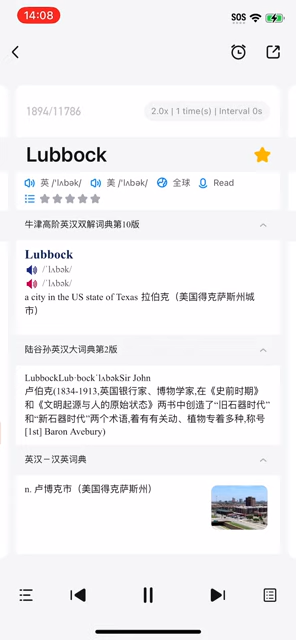 14:08
SOS
1894/11786
2.0x | 1 time(s) | Interval 0s
Lubbock
英 /'lʌbək/ 美 /'lʌbək/ 全球 Read
牛津高阶英汉双解词典第10版
Lubbock
/ˈlʌbək/
/ˈlʌbək/
a city in the US state of Texas 拉伯克（美国得克萨斯州城
市）
陆谷孙英汉大词典第2版
LubbockLub·bock`lʌbəkSir John
卢伯克(1834-1913,英国银行家、博物学家,在《史前时期》
和《文明起源与人的原始状态》两书中创造了“旧石器时代”
和“新石器时代”两个术语,着有有关动、植物专着多种,称号
[1st] Baron Avebury)
英汉－汉英词典
n. 卢博克市（美国得克萨斯州）